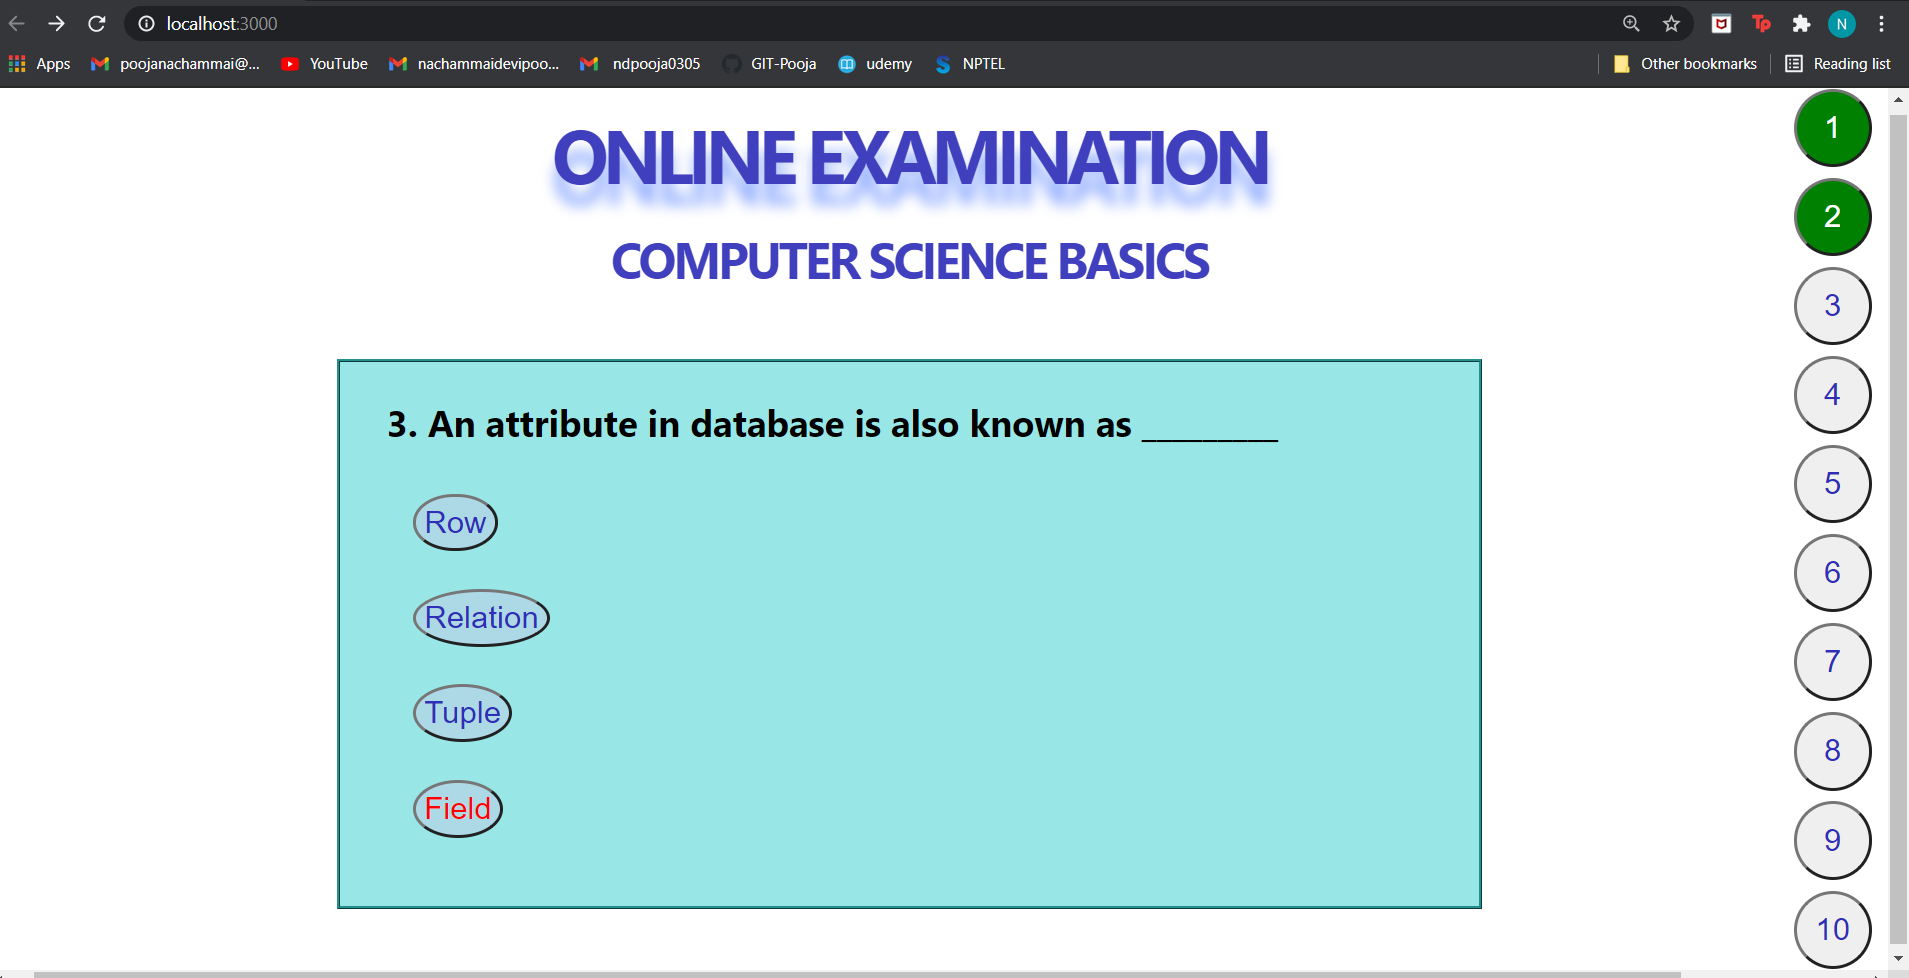 localhost:3000
N
Apps poojanachammai@... YouTube nachammaidevipoo... ndpooja0305 GIT-Pooja udemy NPTEL Other bookmarks Reading list
ONLINE EXAMINATION
COMPUTER SCIENCE BASICS
3. An attribute in database is also known as _________
Row
Relation
Tuple
Field
1
2
3
4
5
6
7
8
9
10
Tp